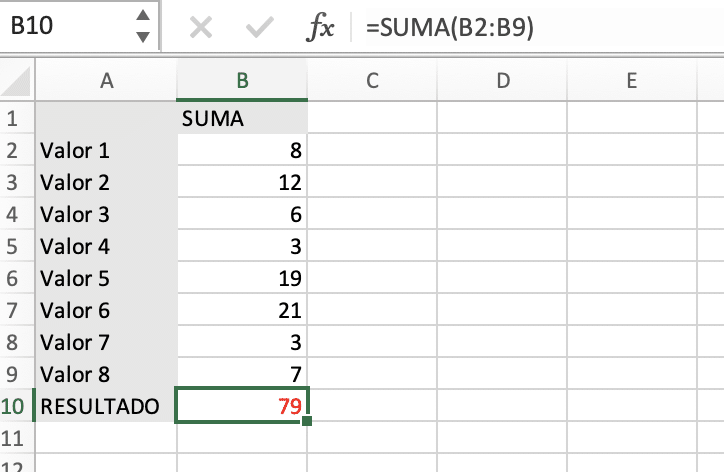 B10 fx =SUMA(B2:B9)
A B C D E
1 SUMA
2 Valor 1 8
3 Valor 2 12
4 Valor 3 6
5 Valor 4 3
6 Valor 5 19
7 Valor 6 21
8 Valor 7 3
9 Valor 8 7
10 RESULTADO 79
11
12